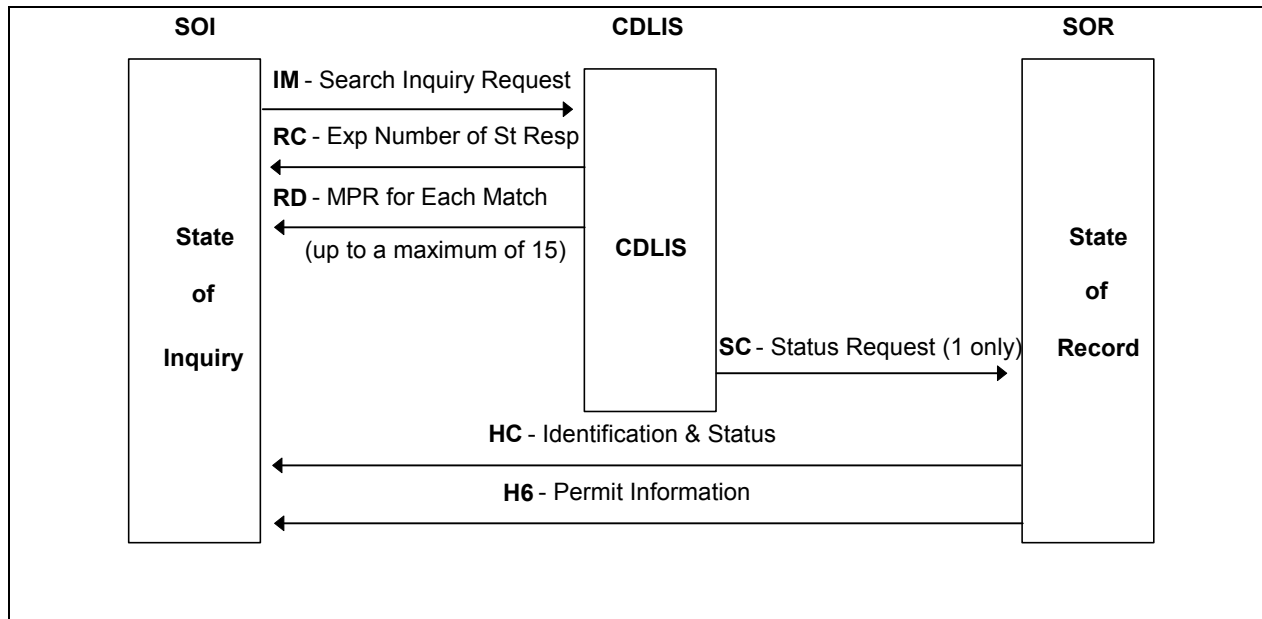 SOI CDLIS SOR
IM - Search Inquiry Request
RC - Exp Number of St Resp
RD - MPR for Each Match
(up to a maximum of 15)
State
of
Inquiry
CDLIS
SC - Status Request (1 only)
State
of
Record
HC - Identification & Status
H6 - Permit Information